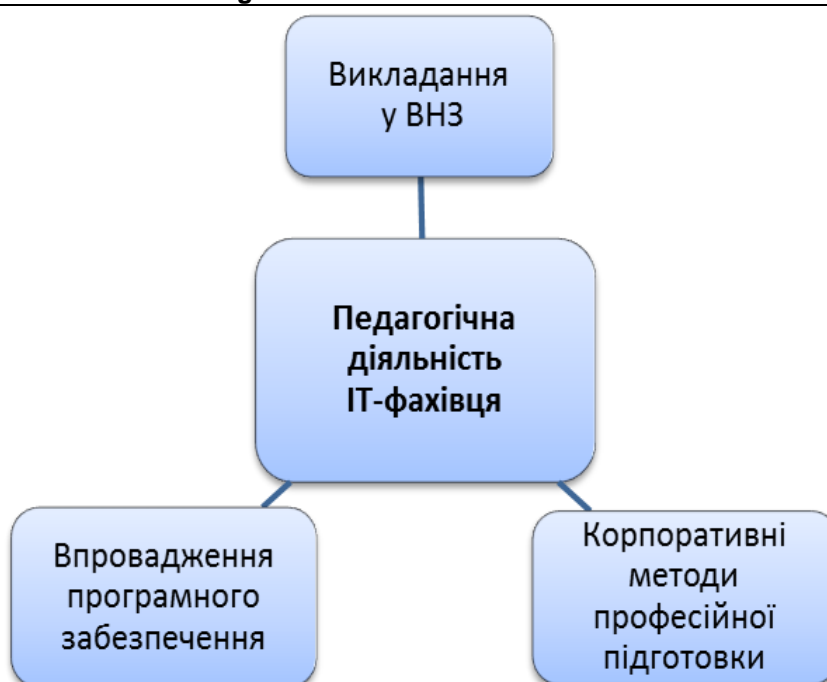 Викладання
у ВНЗ
Педагогічна
діяльність
ІТ-фахівця
Впровадження
програмного
забезпечення
Корпоративні
методи
професійної
підготовки